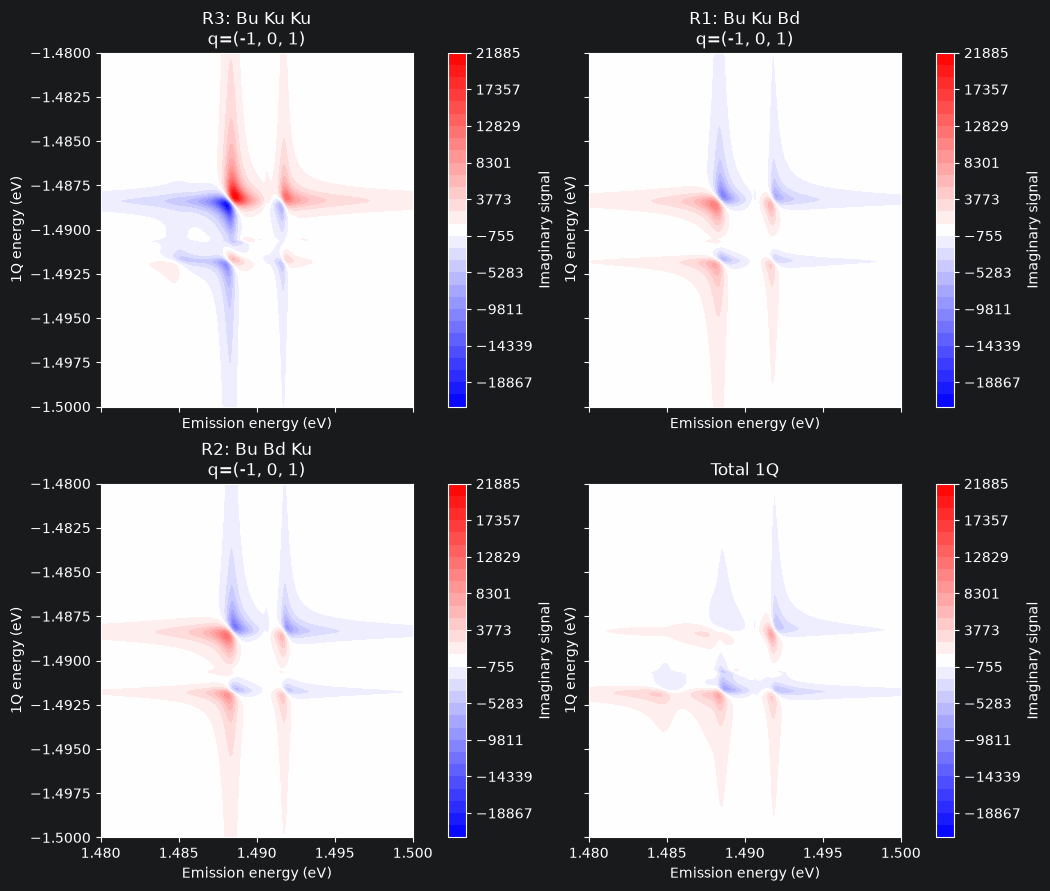 R3: Bu Ku Ku
q=(-1, 0, 1)
−1.4800
−1.4825
−1.4850
−1.4875
−1.4900
−1.4925
−1.4950
−1.4975
−1.5000
1Q energy (eV)
Emission energy (eV)
21885
17357
12829
8301
3773
−755
−5283
−9811
−14339
−18867
Imaginary signal
R1: Bu Ku Bd
q=(-1, 0, 1)
1Q energy (eV)
Emission energy (eV)
21885
17357
12829
8301
3773
−755
−5283
−9811
−14339
−18867
Imaginary signal
R2: Bu Bd Ku
q=(-1, 0, 1)
−1.4800
−1.4825
−1.4850
−1.4875
−1.4900
−1.4925
−1.4950
−1.4975
−1.5000
1Q energy (eV)
1.480 1.485 1.490 1.495 1.500
Emission energy (eV)
21885
17357
12829
8301
3773
−755
−5283
−9811
−14339
−18867
Imaginary signal
Total 1Q
1Q energy (eV)
1.480 1.485 1.490 1.495 1.500
Emission energy (eV)
21885
17357
12829
8301
3773
−755
−5283
−9811
−14339
−18867
Imaginary signal